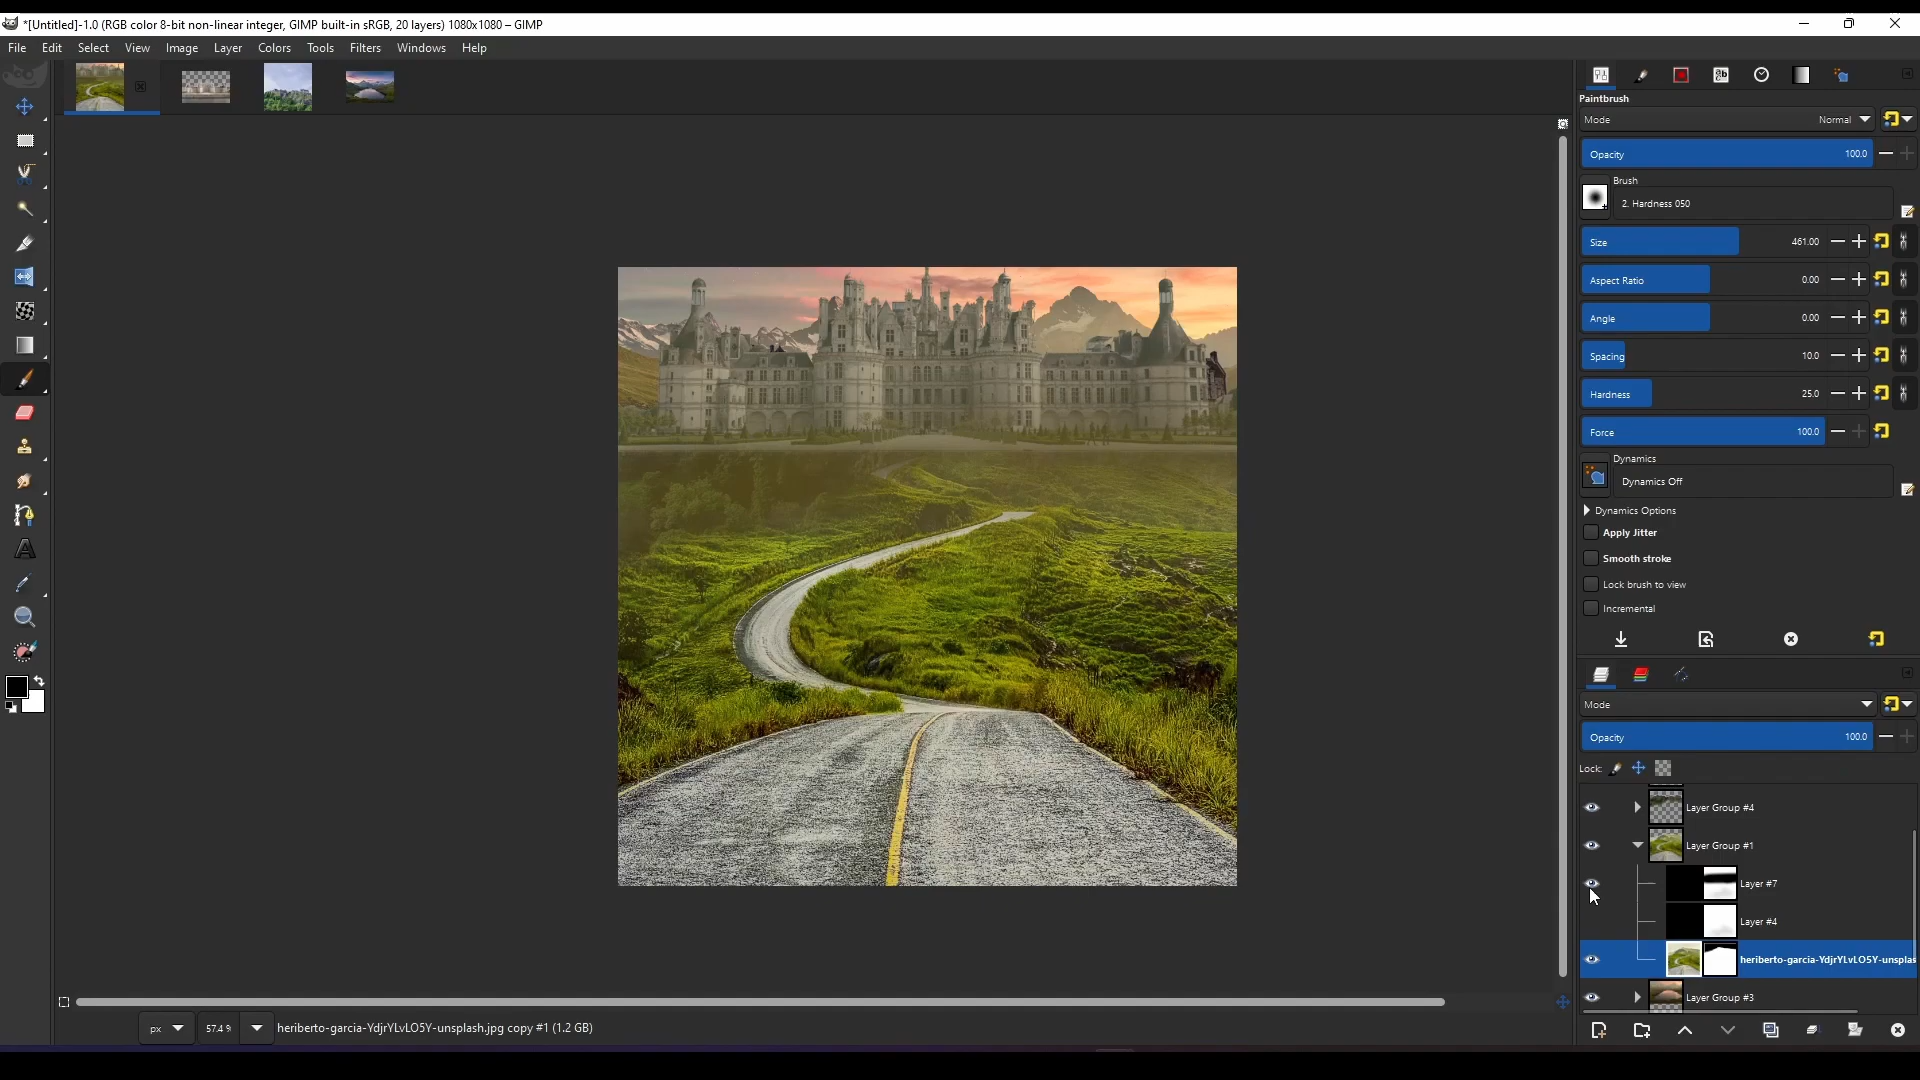 *[Untitled]-1.0 (RGB color 8-bit non-linear integer, GIMP built-in sRGB, 20 layers) 1080x1080 – GIMP
File Edit Select View Image Layer Colors Tools Filters Windows Help
Paintbrush
Mode Normal
Opacity 100.0
Brush
2. Hardness 050
Size 461.00
Aspect Ratio 0.00
Angle 0.00
Spacing 10.0
Hardness 25.0
Force 100.0
Dynamics
Dynamics Off
Dynamics Options
Apply Jitter
Smooth stroke
Lock brush to view
Incremental
Mode
Opacity 100.0
Lock:
Layer Group #4
Layer Group #1
Layer #7
Layer #4
heriberto-garcia-YdjrYLvLO5Y-unsplas
Layer Group #3
px 57.4 % heriberto-garcia-YdjrYLvLO5Y-unsplash.jpg copy #1 (1.2 GB)